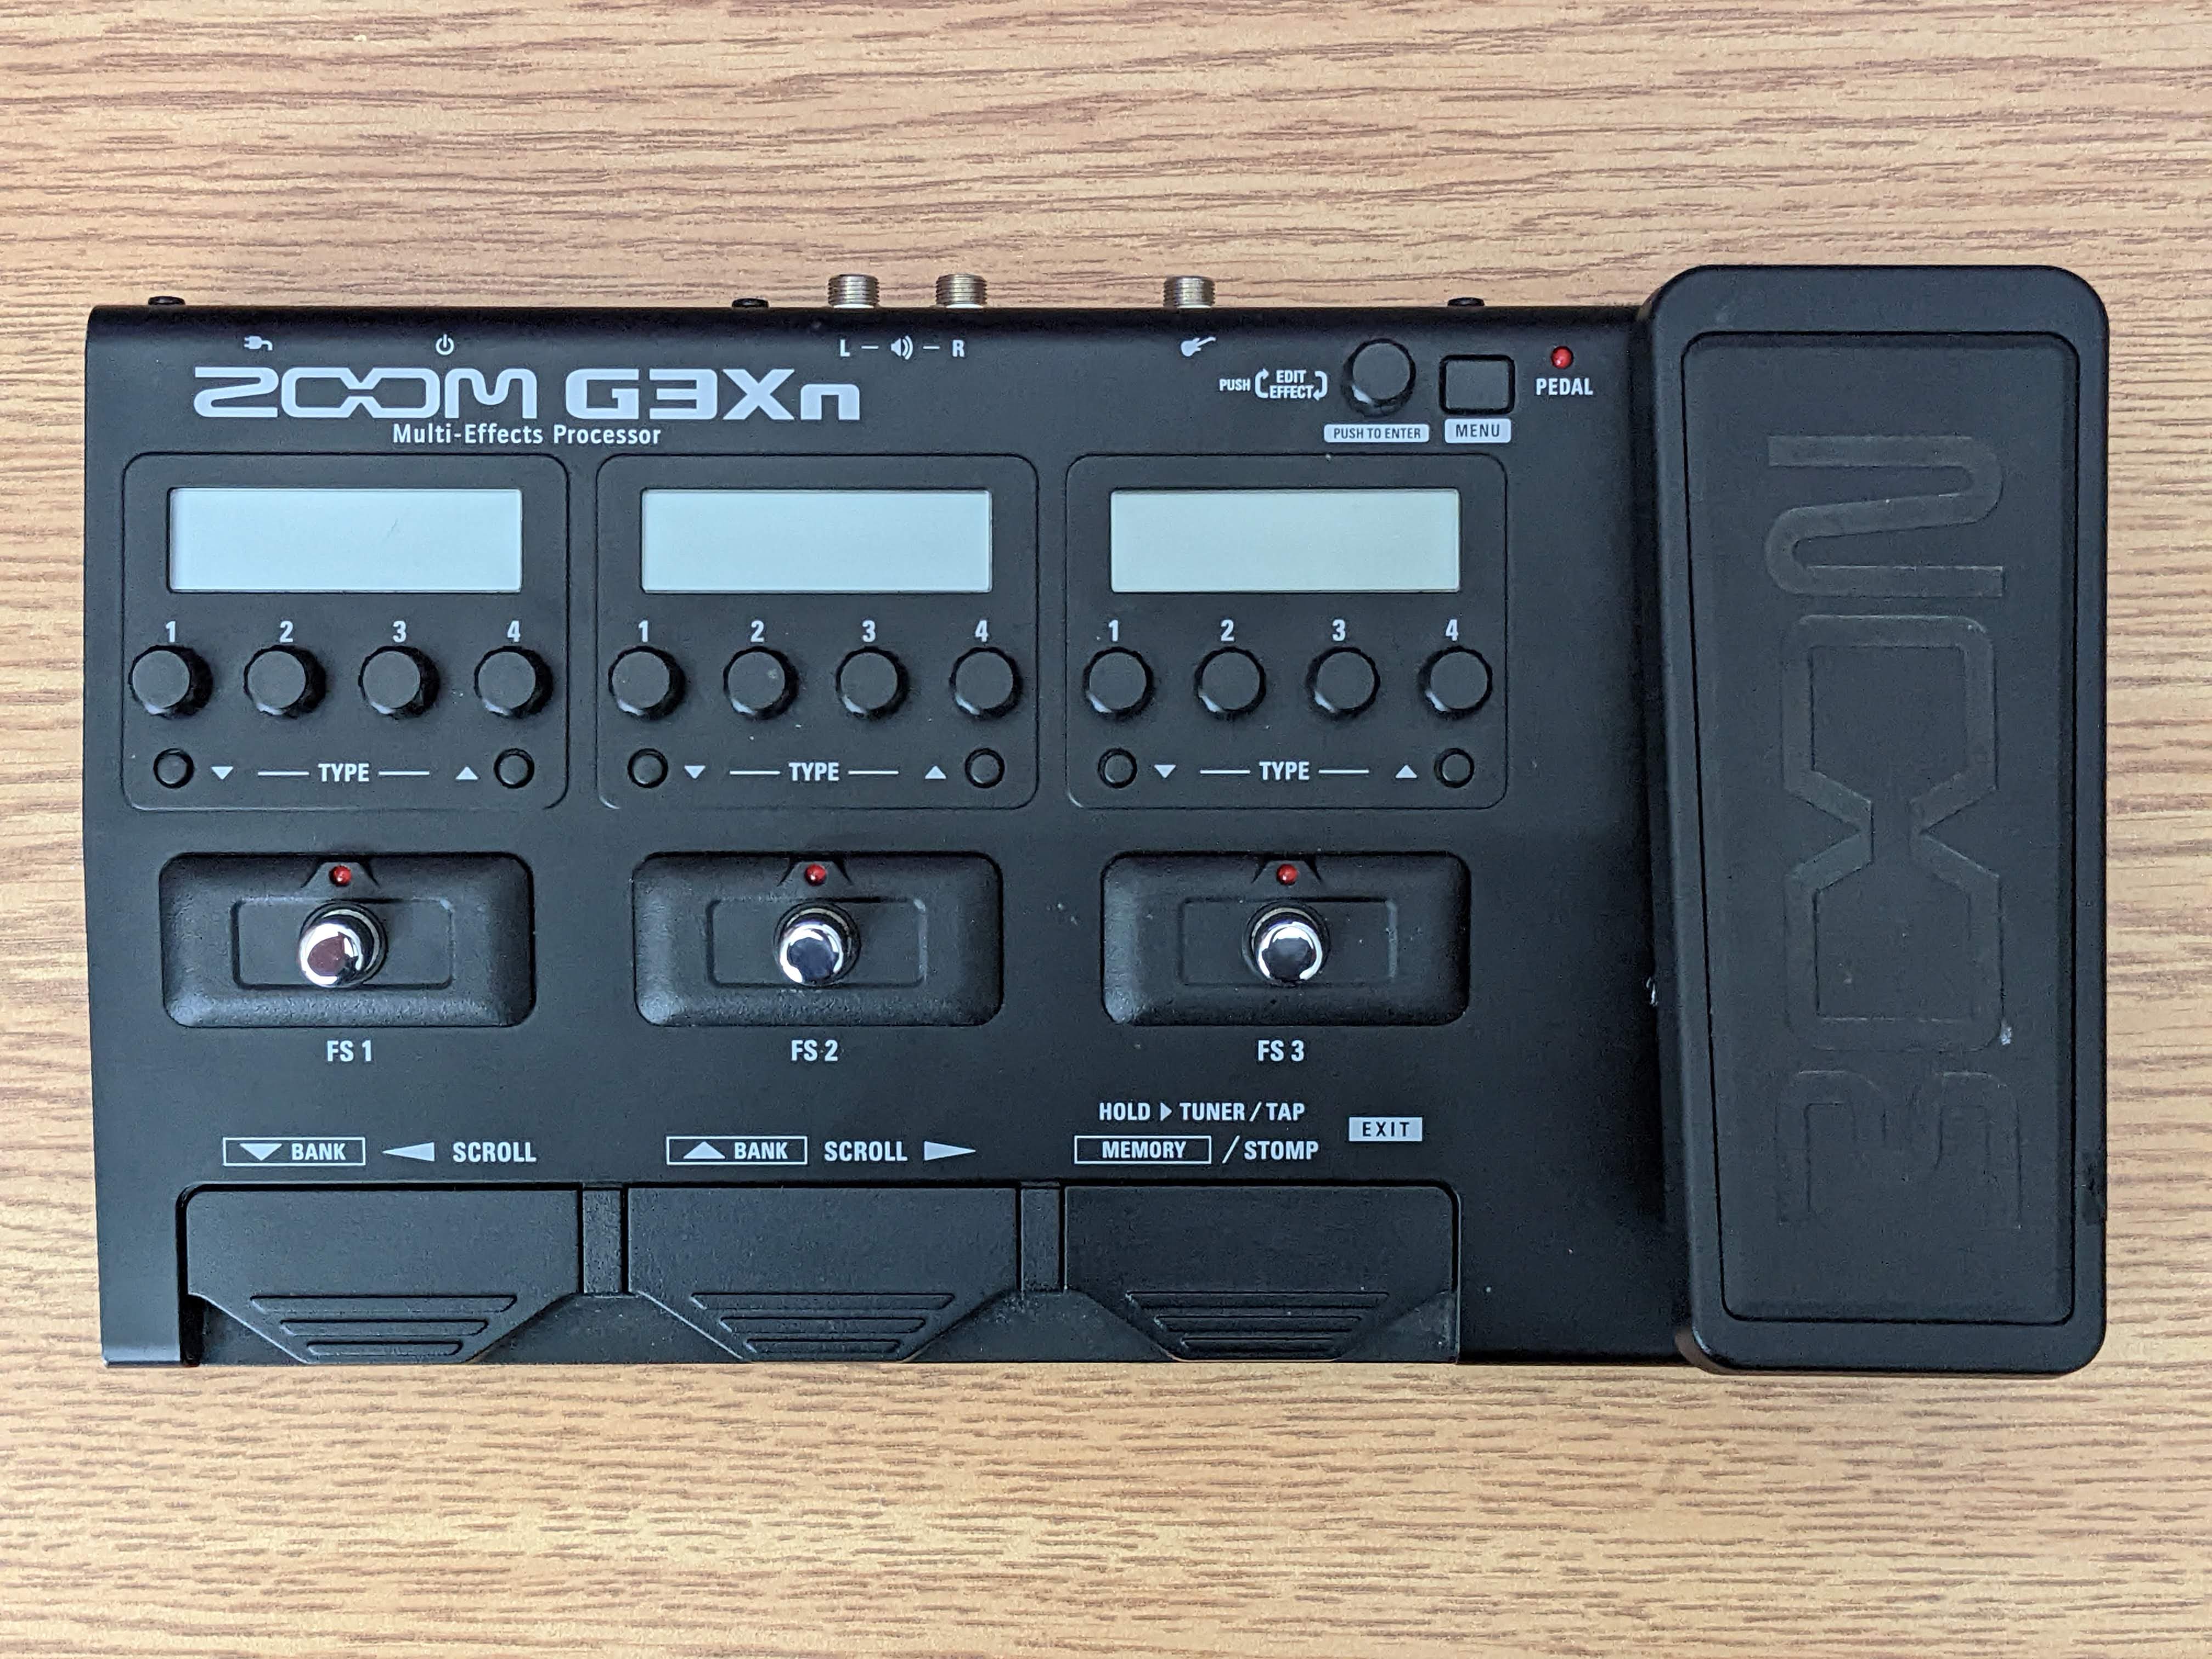 L — — R
ZOOM G3Xn
Multi-Effects Processor
PUSH EDIT
EFFECT
PUSH TO ENTER
MENU
PEDAL
1 2 3 4
1 2 3 4
1 2 3 4
▼ — TYPE — ▲
▼ — TYPE — ▲
▼ — TYPE — ▲
FS 1
FS 2
FS 3
HOLD ▶ TUNER / TAP
EXIT
▼ BANK ◀ SCROLL
▲ BANK SCROLL ▶
MEMORY / STOMP
ZOOM